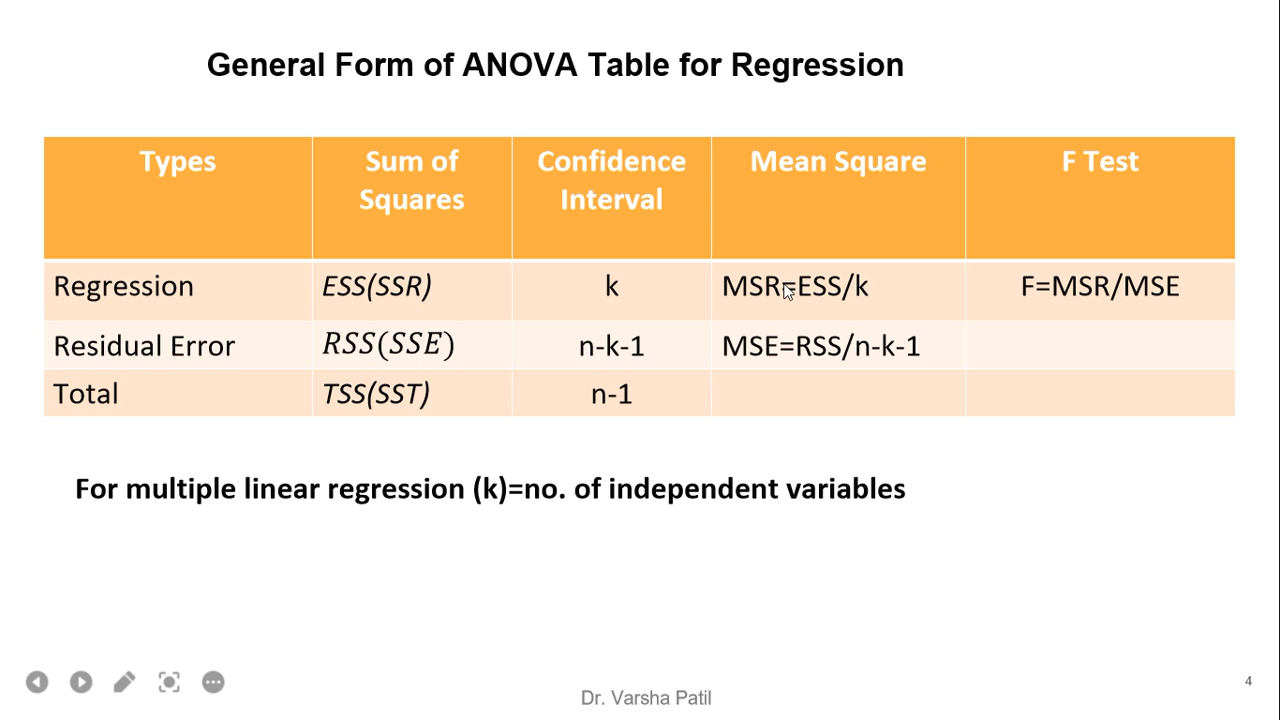 General Form of ANOVA Table for Regression
Types
Sum of
Squares
Confidence
Interval
Mean Square
F Test
Regression
ESS(SSR)
k
MSR=ESS/k
F=MSR/MSE
Residual Error
RSS(SSE)
n-k-1
MSE=RSS/n-k-1
Total
TSS(SST)
n-1
For multiple linear regression (k)=no. of independent variables
Dr. Varsha Patil
4